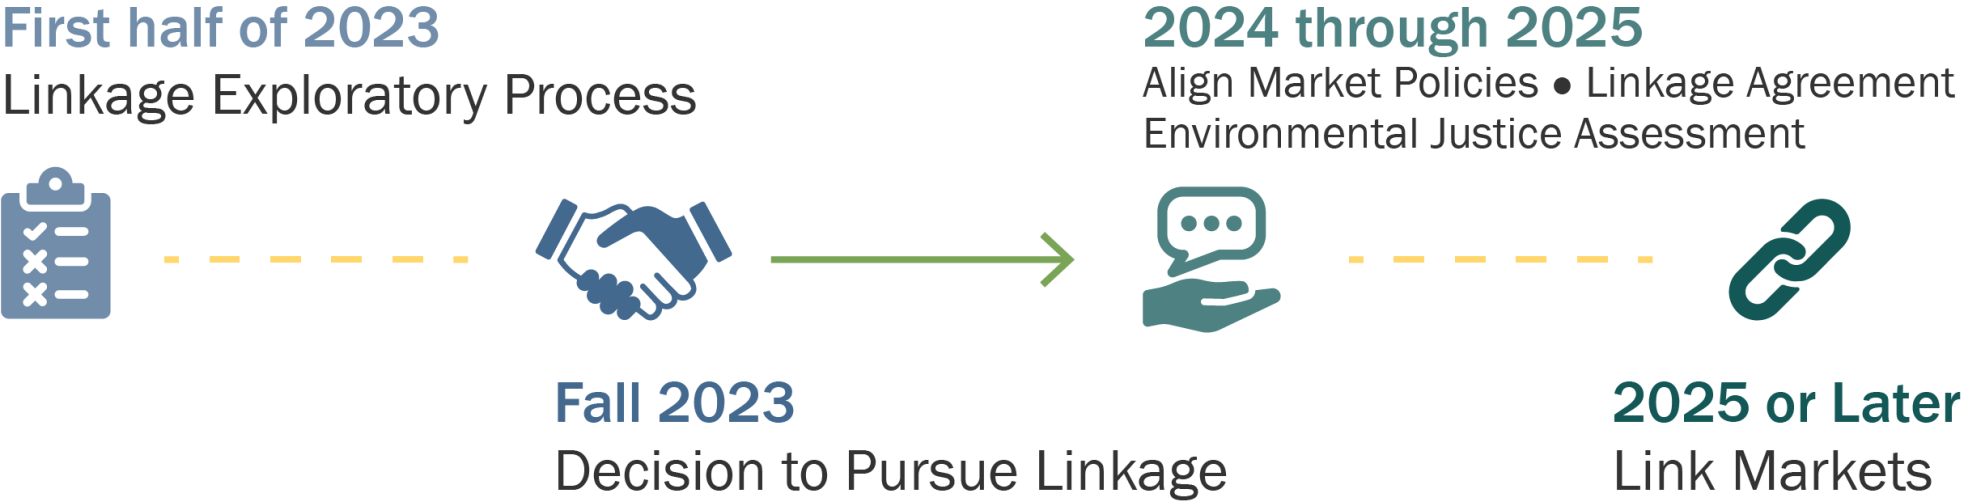 First half of 2023
Linkage Exploratory Process
Fall 2023
Decision to Pursue Linkage
2024 through 2025
Align Market Policies ● Linkage Agreement
Environmental Justice Assessment
2025 or Later
Link Markets